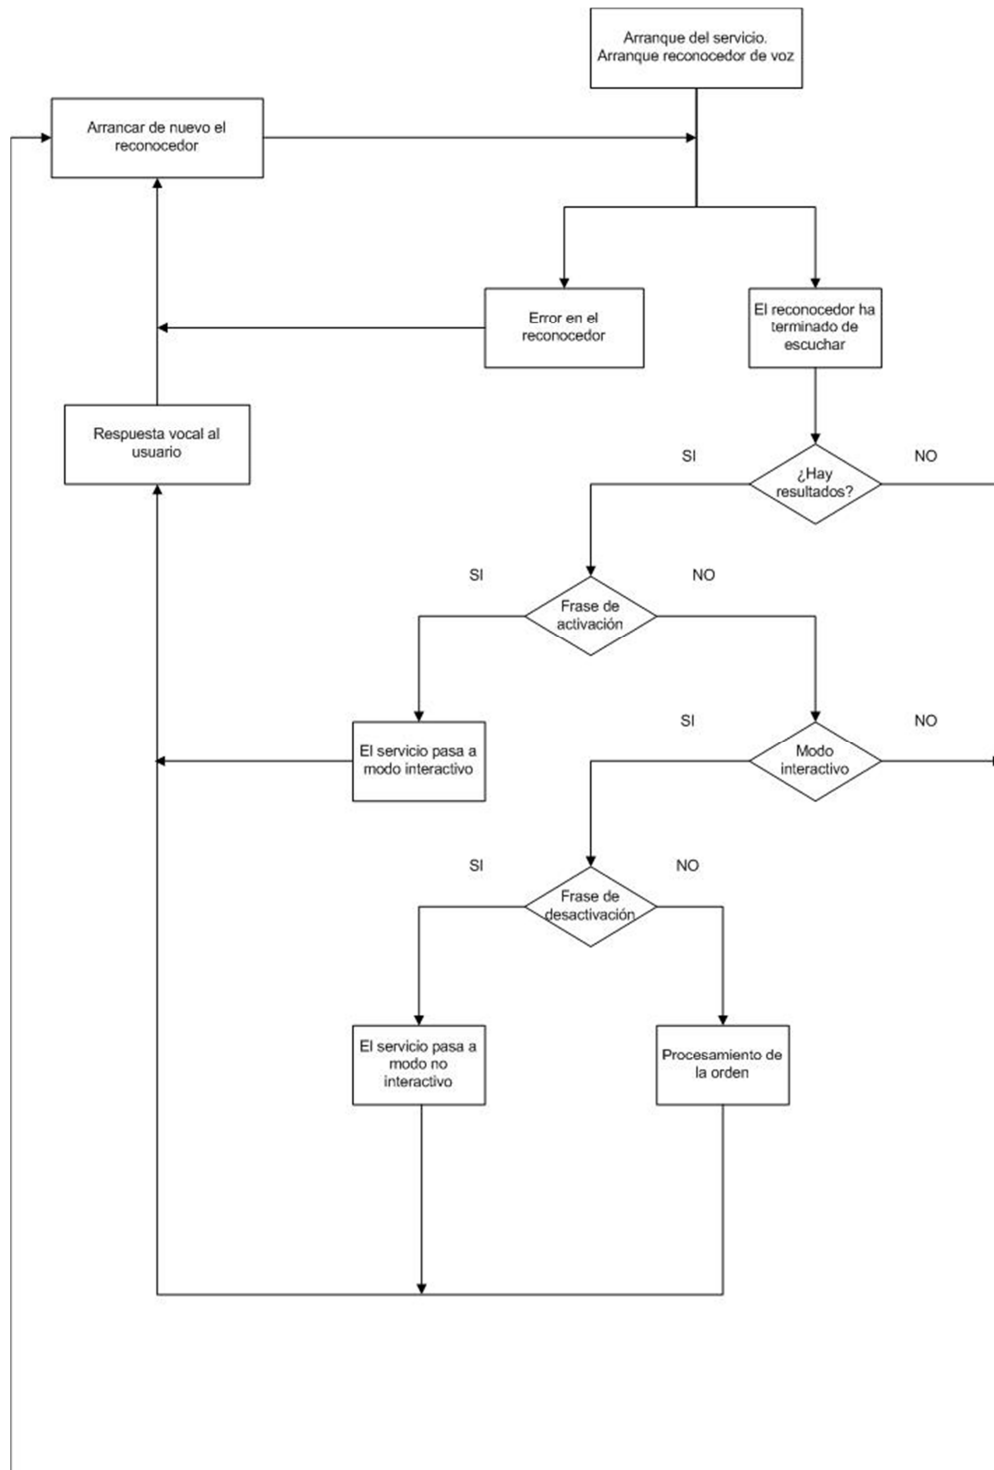 Arranque del servicio.
Arranque reconocedor de voz
Arrancar de nuevo el
reconocedor
Error en el
reconocedor
El reconocedor ha
terminado de
escuchar
Respuesta vocal al
usuario
SI
¿Hay
resultados?
NO
SI
Frase de
activación
NO
El servicio pasa a
modo interactivo
SI
Modo
interactivo
NO
SI
Frase de
desactivación
NO
El servicio pasa a
modo no
interactivo
Procesamiento de
la orden